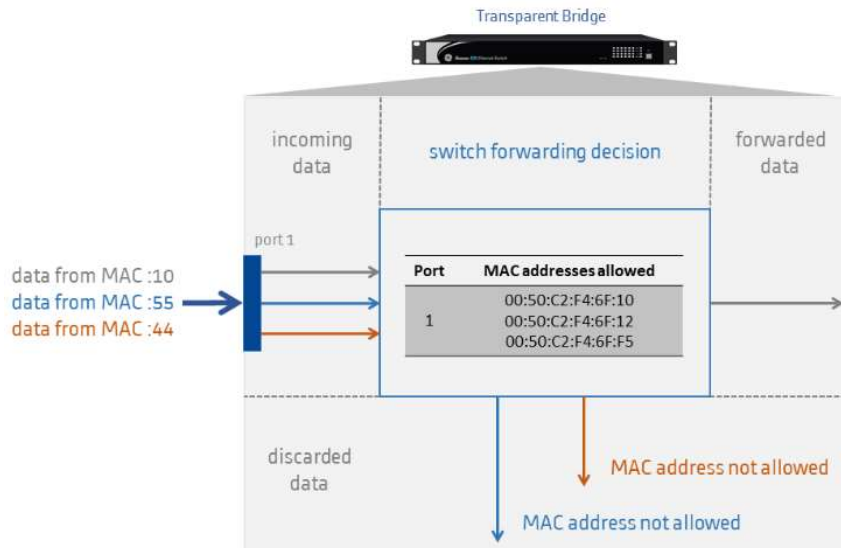 Transparent Bridge
incoming
data
switch forwarding decision
forwarded
data
port 1
data from MAC :10
data from MAC :55
data from MAC :44
Port MAC addresses allowed
1
00:50:C2:F4:6F:10
00:50:C2:F4:6F:12
00:50:C2:F4:6F:F5
discarded
data
MAC address not allowed
MAC address not allowed